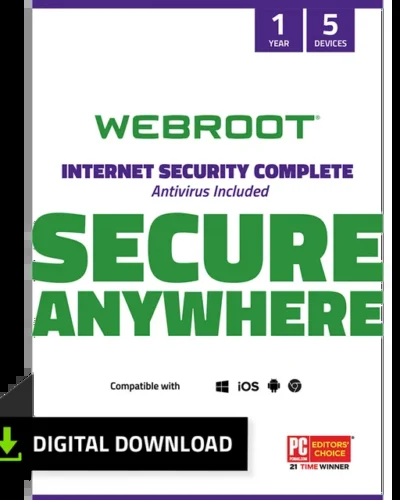 1 5
YEAR DEVICES
WEBROOT®
INTERNET SECURITY COMPLETE
Antivirus Included
SECURE
ANYWHERE
Compatible with iOS
DIGITAL DOWNLOAD
PC EDITORS'
CHOICE
21 TIME WINNER